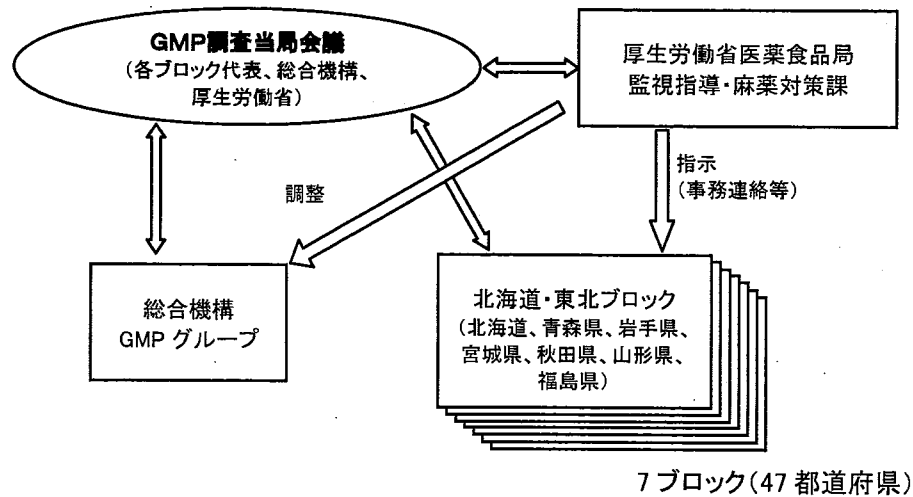 GMP調査当局会議
(各ブロック代表、総合機構、
厚生労働省)
厚生労働省医薬食品局
監視指導・麻薬対策課
調整
指示
(事務連絡等)
総合機構
GMP グループ
北海道・東北ブロック
(北海道、青森県、岩手県、
宮城県、秋田県、山形県、
福島県)
7 ブロック(47 都道府県)